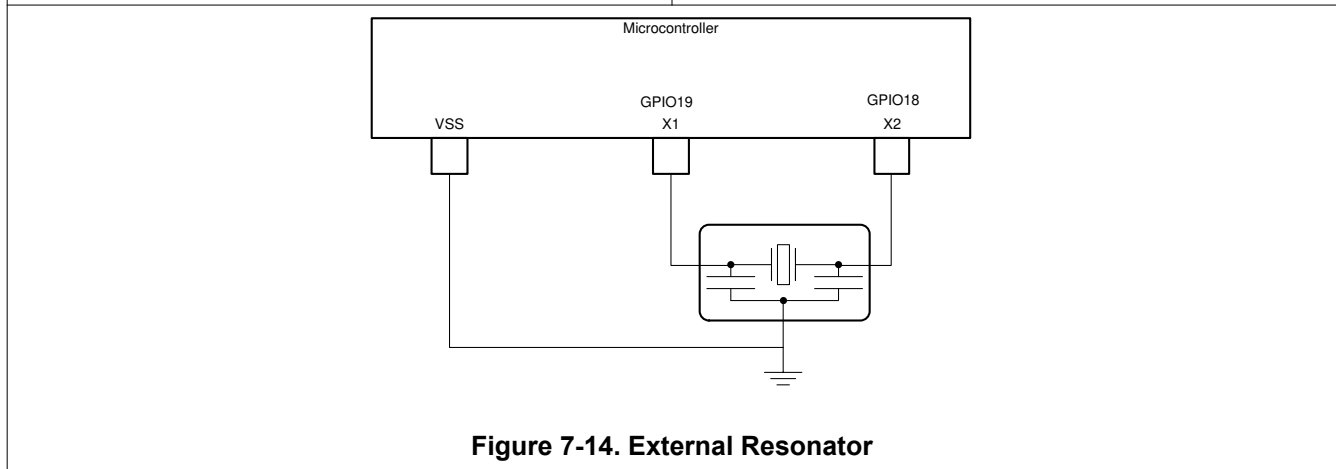 Microcontroller
GPIO19 GPIO18
VSS X1 X2
Figure 7-14. External Resonator